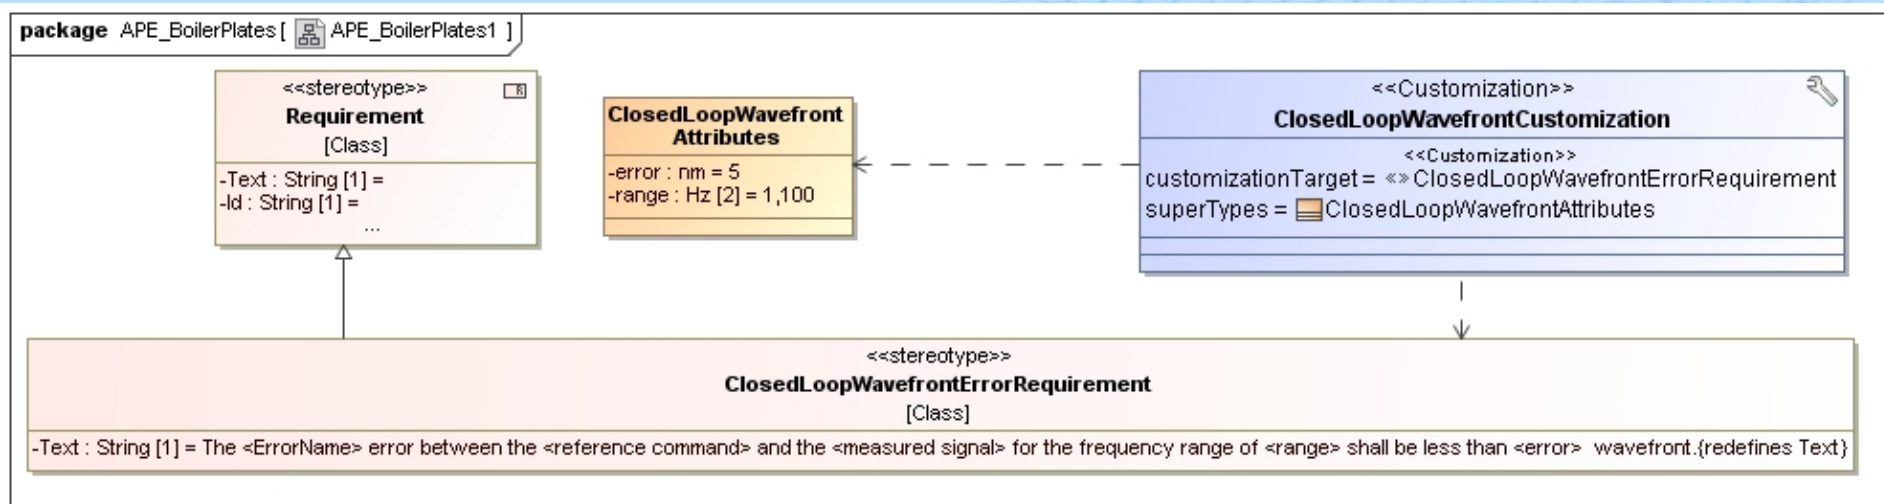 package APE_BoilerPlates [ APE_BoilerPlates1 ]
<<stereotype>>
Requirement
[Class]
-Text : String [1] =
-Id : String [1] =
...
ClosedLoopWavefront
Attributes
-error : nm = 5
-range : Hz [2] = 1,100
<<Customization>>
ClosedLoopWavefrontCustomization
<<Customization>>
customizationTarget = «»ClosedLoopWavefrontErrorRequirement
superTypes = ClosedLoopWavefrontAttributes
<<stereotype>>
ClosedLoopWavefrontErrorRequirement
[Class]
-Text : String [1] = The <ErrorName> error between the <reference command> and the <measured signal> for the frequency range of <range> shall be less than <error> wavefront.{redefines Text}